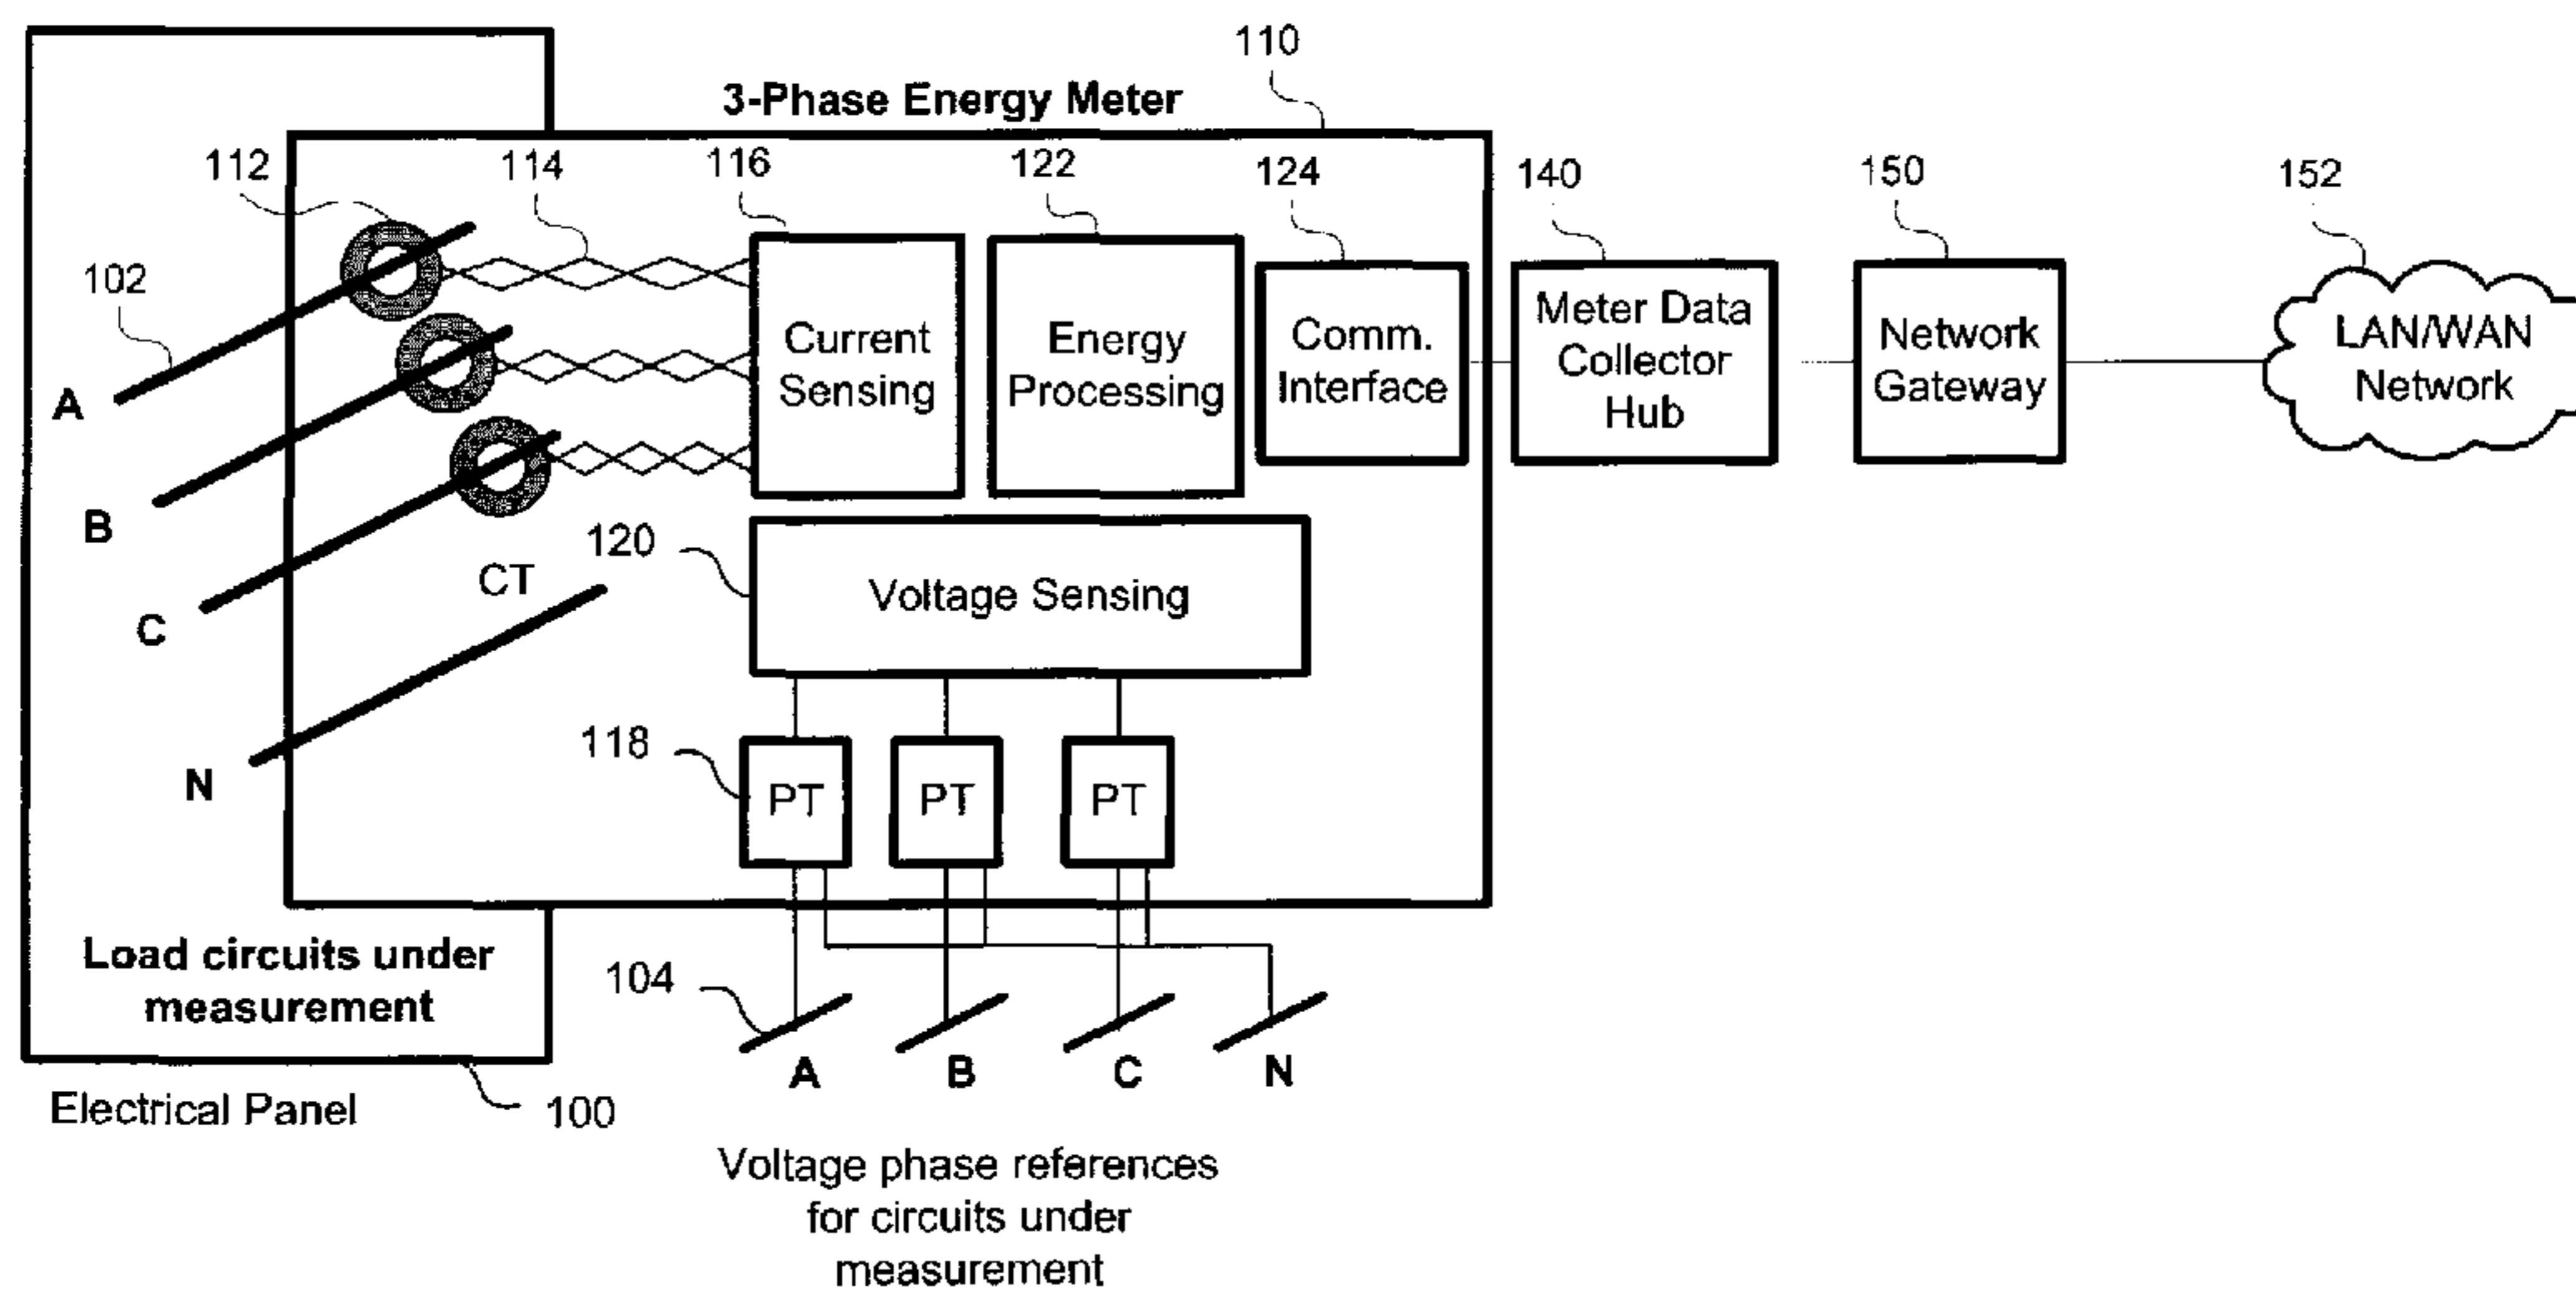 110
3-Phase Energy Meter
112
114
116
122
124
140
150
152
102
Current
Sensing
Energy
Processing
Comm.
Interface
Meter Data
Collector
Hub
Network
Gateway
LAN/WAN
Network
A
B
C
N
CT
120
Voltage Sensing
118
PT
PT
PT
Load circuits under
measurement
104
A
B
C
N
Electrical Panel
100
Voltage phase references
for circuits under
measurement